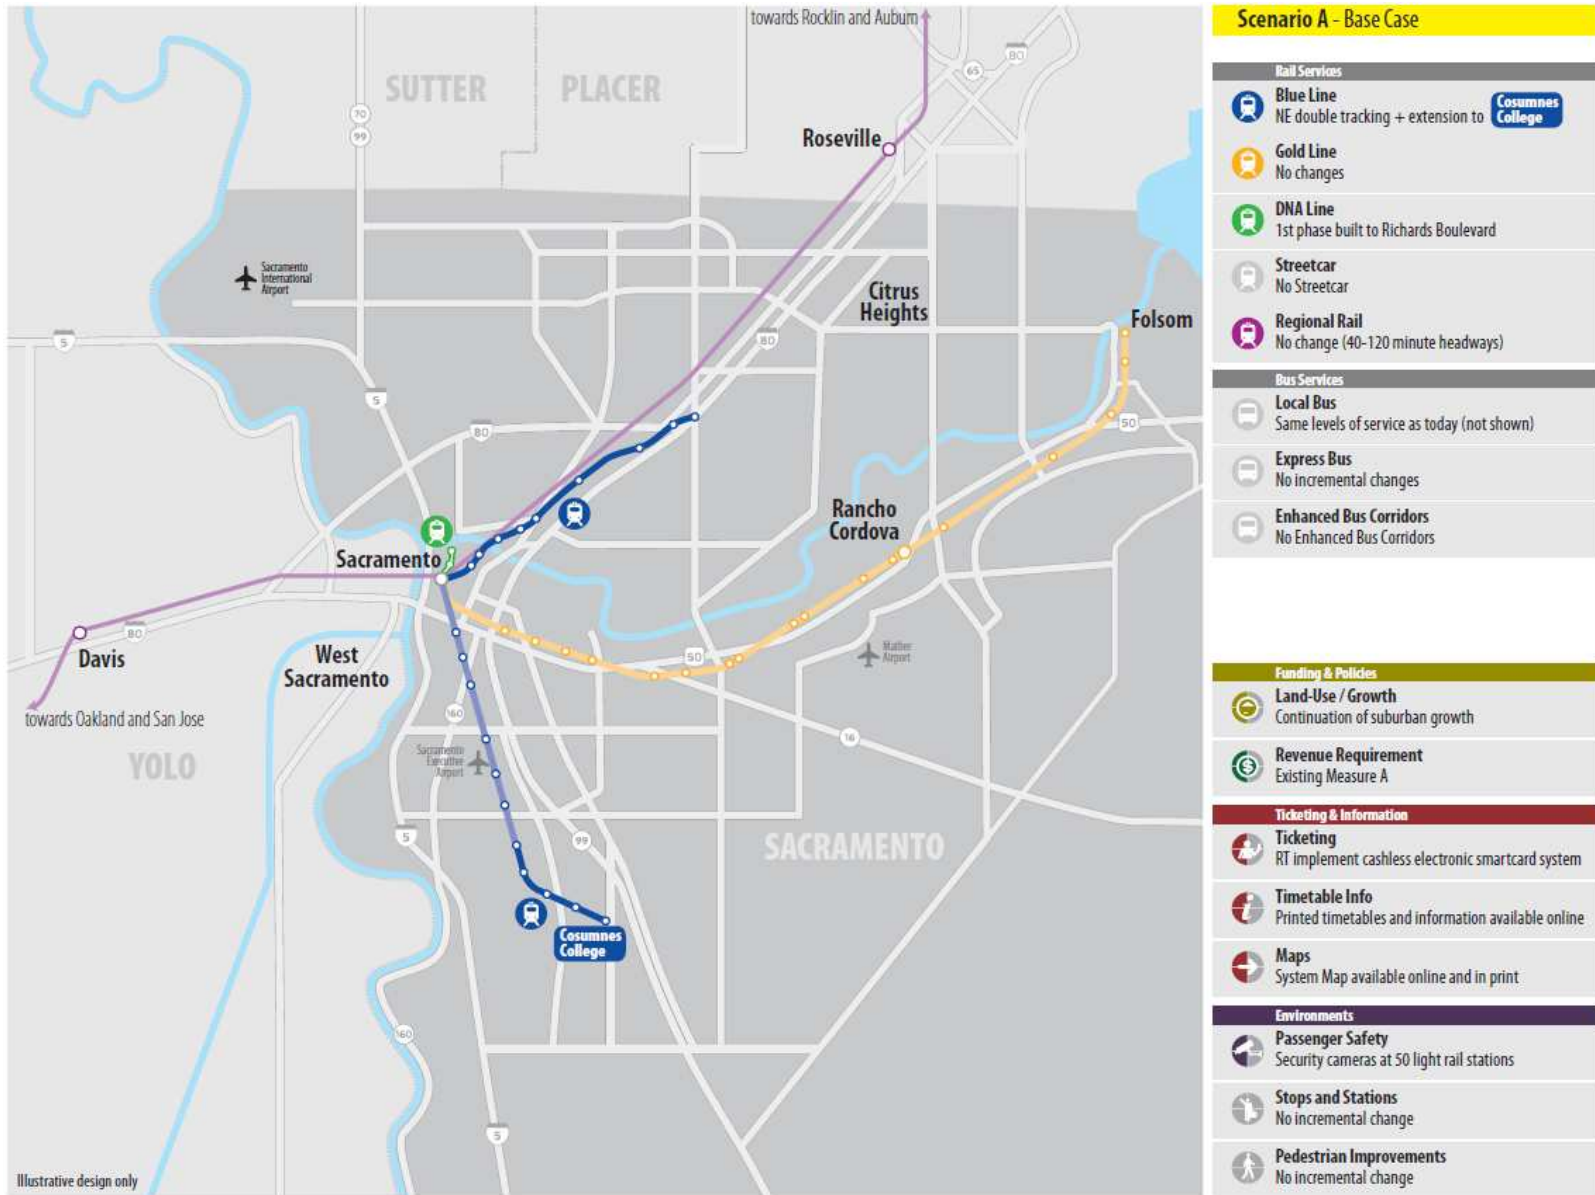 towards Rocklin and Auburn
SUTTER
PLACER
70
99
65
80
Roseville
Sacramento
International
Airport
Citrus
Heights
Folsom
5
5
80
80
50
Rancho
Cordova
Sacramento
80
Davis
West
Sacramento
50
Mather
Airport
towards Oakland and San Jose
160
16
YOLO
Sacramento
Executive
Airport
5
99
SACRAMENTO
Cosumnes
College
160
5
Illustrative design only
Scenario A - Base Case
Rail Services
Blue Line
NE double tracking + extension to Cosumnes College
Gold Line
No changes
DNA Line
1st phase built to Richards Boulevard
Streetcar
No Streetcar
Regional Rail
No change (40-120 minute headways)
Bus Services
Local Bus
Same levels of service as today (not shown)
Express Bus
No incremental changes
Enhanced Bus Corridors
No Enhanced Bus Corridors
Funding & Policies
Land-Use / Growth
Continuation of suburban growth
Revenue Requirement
Existing Measure A
Ticketing & Information
Ticketing
RT implement cashless electronic smartcard system
Timetable Info
Printed timetables and information available online
Maps
System Map available online and in print
Environments
Passenger Safety
Security cameras at 50 light rail stations
Stops and Stations
No incremental change
Pedestrian Improvements
No incremental change